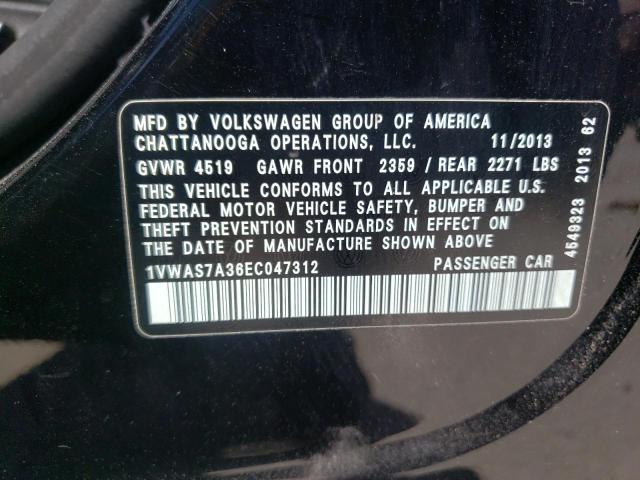 MFD BY VOLKSWAGEN GROUP OF AMERICA
CHATTANOOGA OPERATIONS, LLC. 11/2013
GVWR 4519 GAWR FRONT 2359 / REAR 2271 LBS
THIS VEHICLE CONFORMS TO ALL APPLICABLE U.S.
FEDERAL MOTOR VEHICLE SAFETY, BUMPER AND
THEFT PREVENTION STANDARDS IN EFFECT ON
THE DATE OF MANUFACTURE SHOWN ABOVE.
1VWAS7A36EC047312 PASSENGER CAR
4549323 2013 62